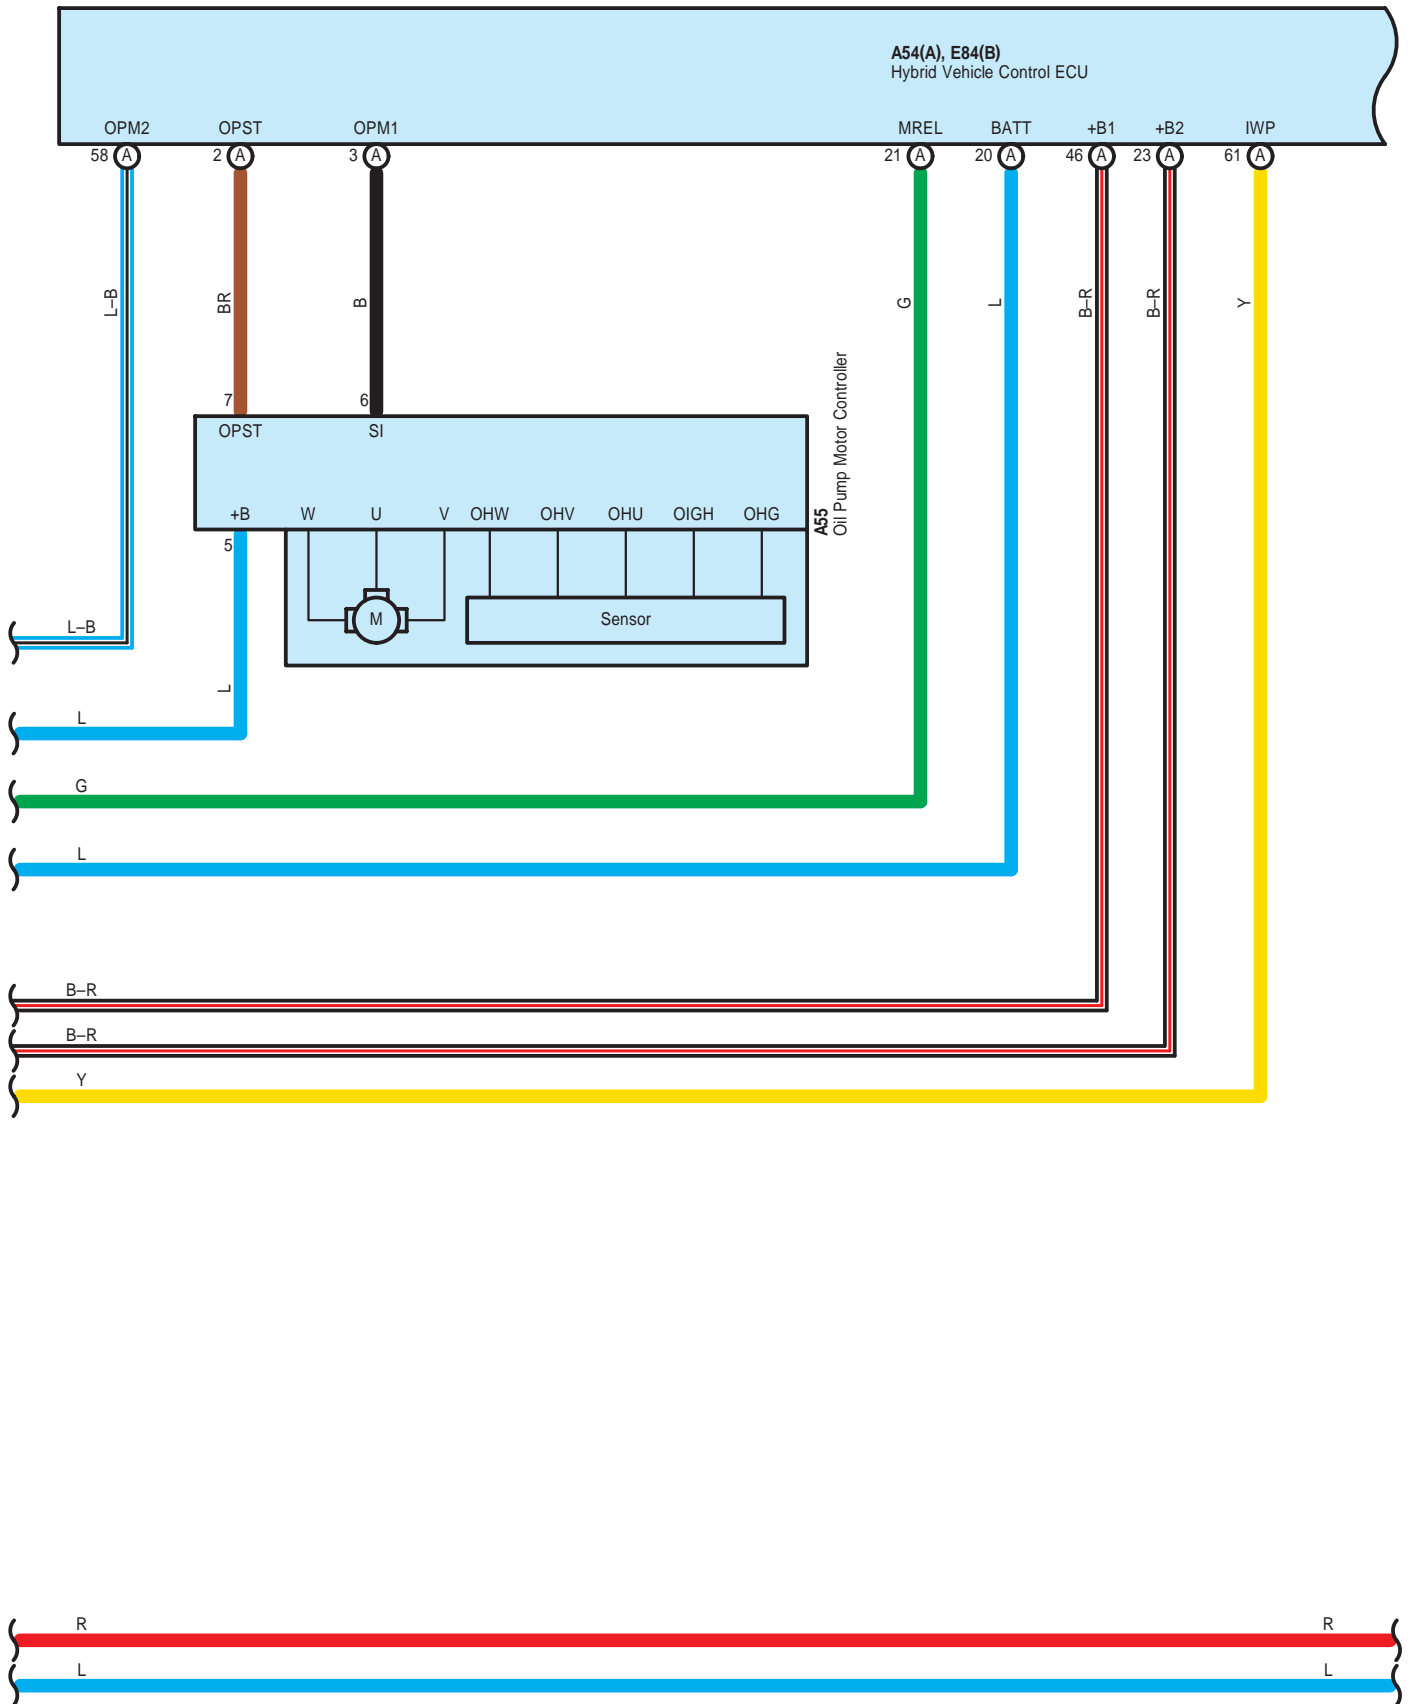 A54(A), E84(B)
Hybrid Vehicle Control ECU
OPM2 OPST OPM1 MREL BATT +B1 +B2 IWP
58 A 2 A 3 A 21 A 20 A 46 A 23 A 61 A
L–B BR B G L B–R B–R Y
7 6
OPST SI
A55
Oil Pump Motor Controller
+B W U V OHW OHV OHU OIGH OHG
5
M Sensor
L–B
L
L
G
L
B–R
B–R
Y
R R
L L